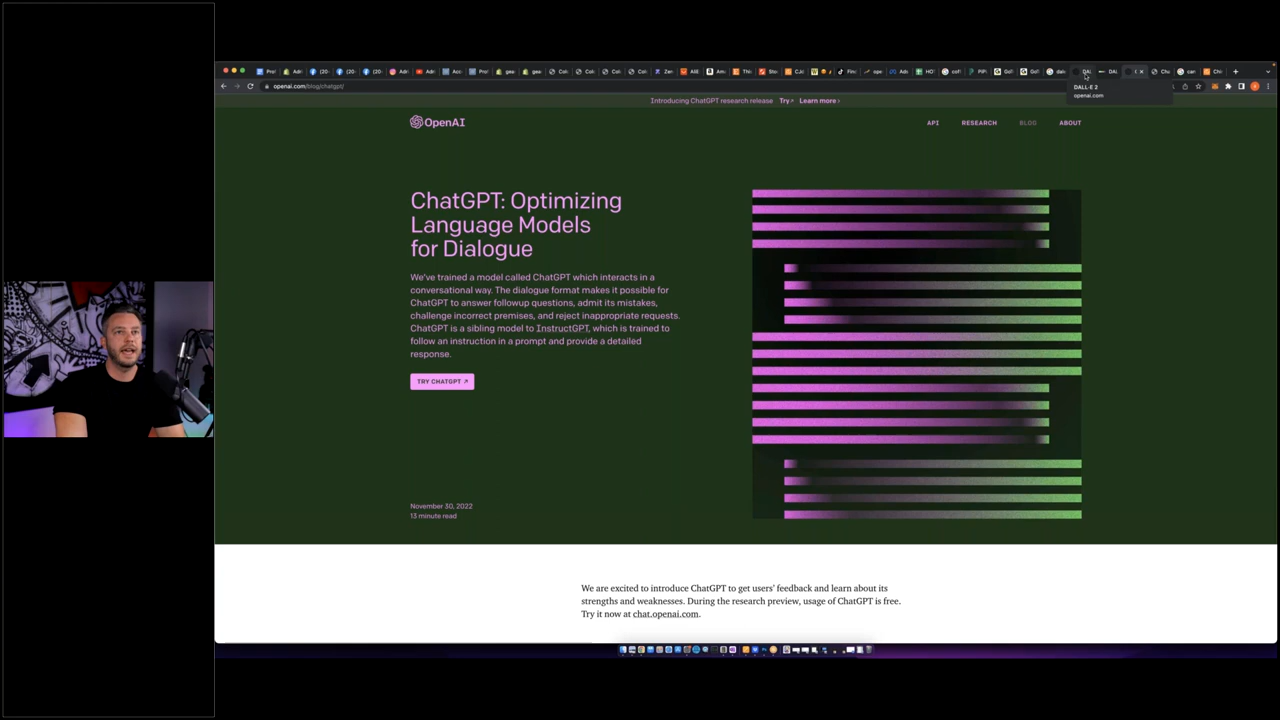 openai.com/blog/chatgpt/
DALL·E 2
openai.com
Introducing ChatGPT research release Try↗ Learn more›
OpenAI
API RESEARCH BLOG ABOUT
ChatGPT: Optimizing
Language Models
for Dialogue
We've trained a model called ChatGPT which interacts in a
conversational way. The dialogue format makes it possible for
ChatGPT to answer followup questions, admit its mistakes,
challenge incorrect premises, and reject inappropriate requests.
ChatGPT is a sibling model to InstructGPT, which is trained to
follow an instruction in a prompt and provide a detailed
response.
TRY CHATGPT ↗
November 30, 2022
13 minute read
We are excited to introduce ChatGPT to get users' feedback and learn about its
strengths and weaknesses. During the research preview, usage of ChatGPT is free.
Try it now at chat.openai.com.